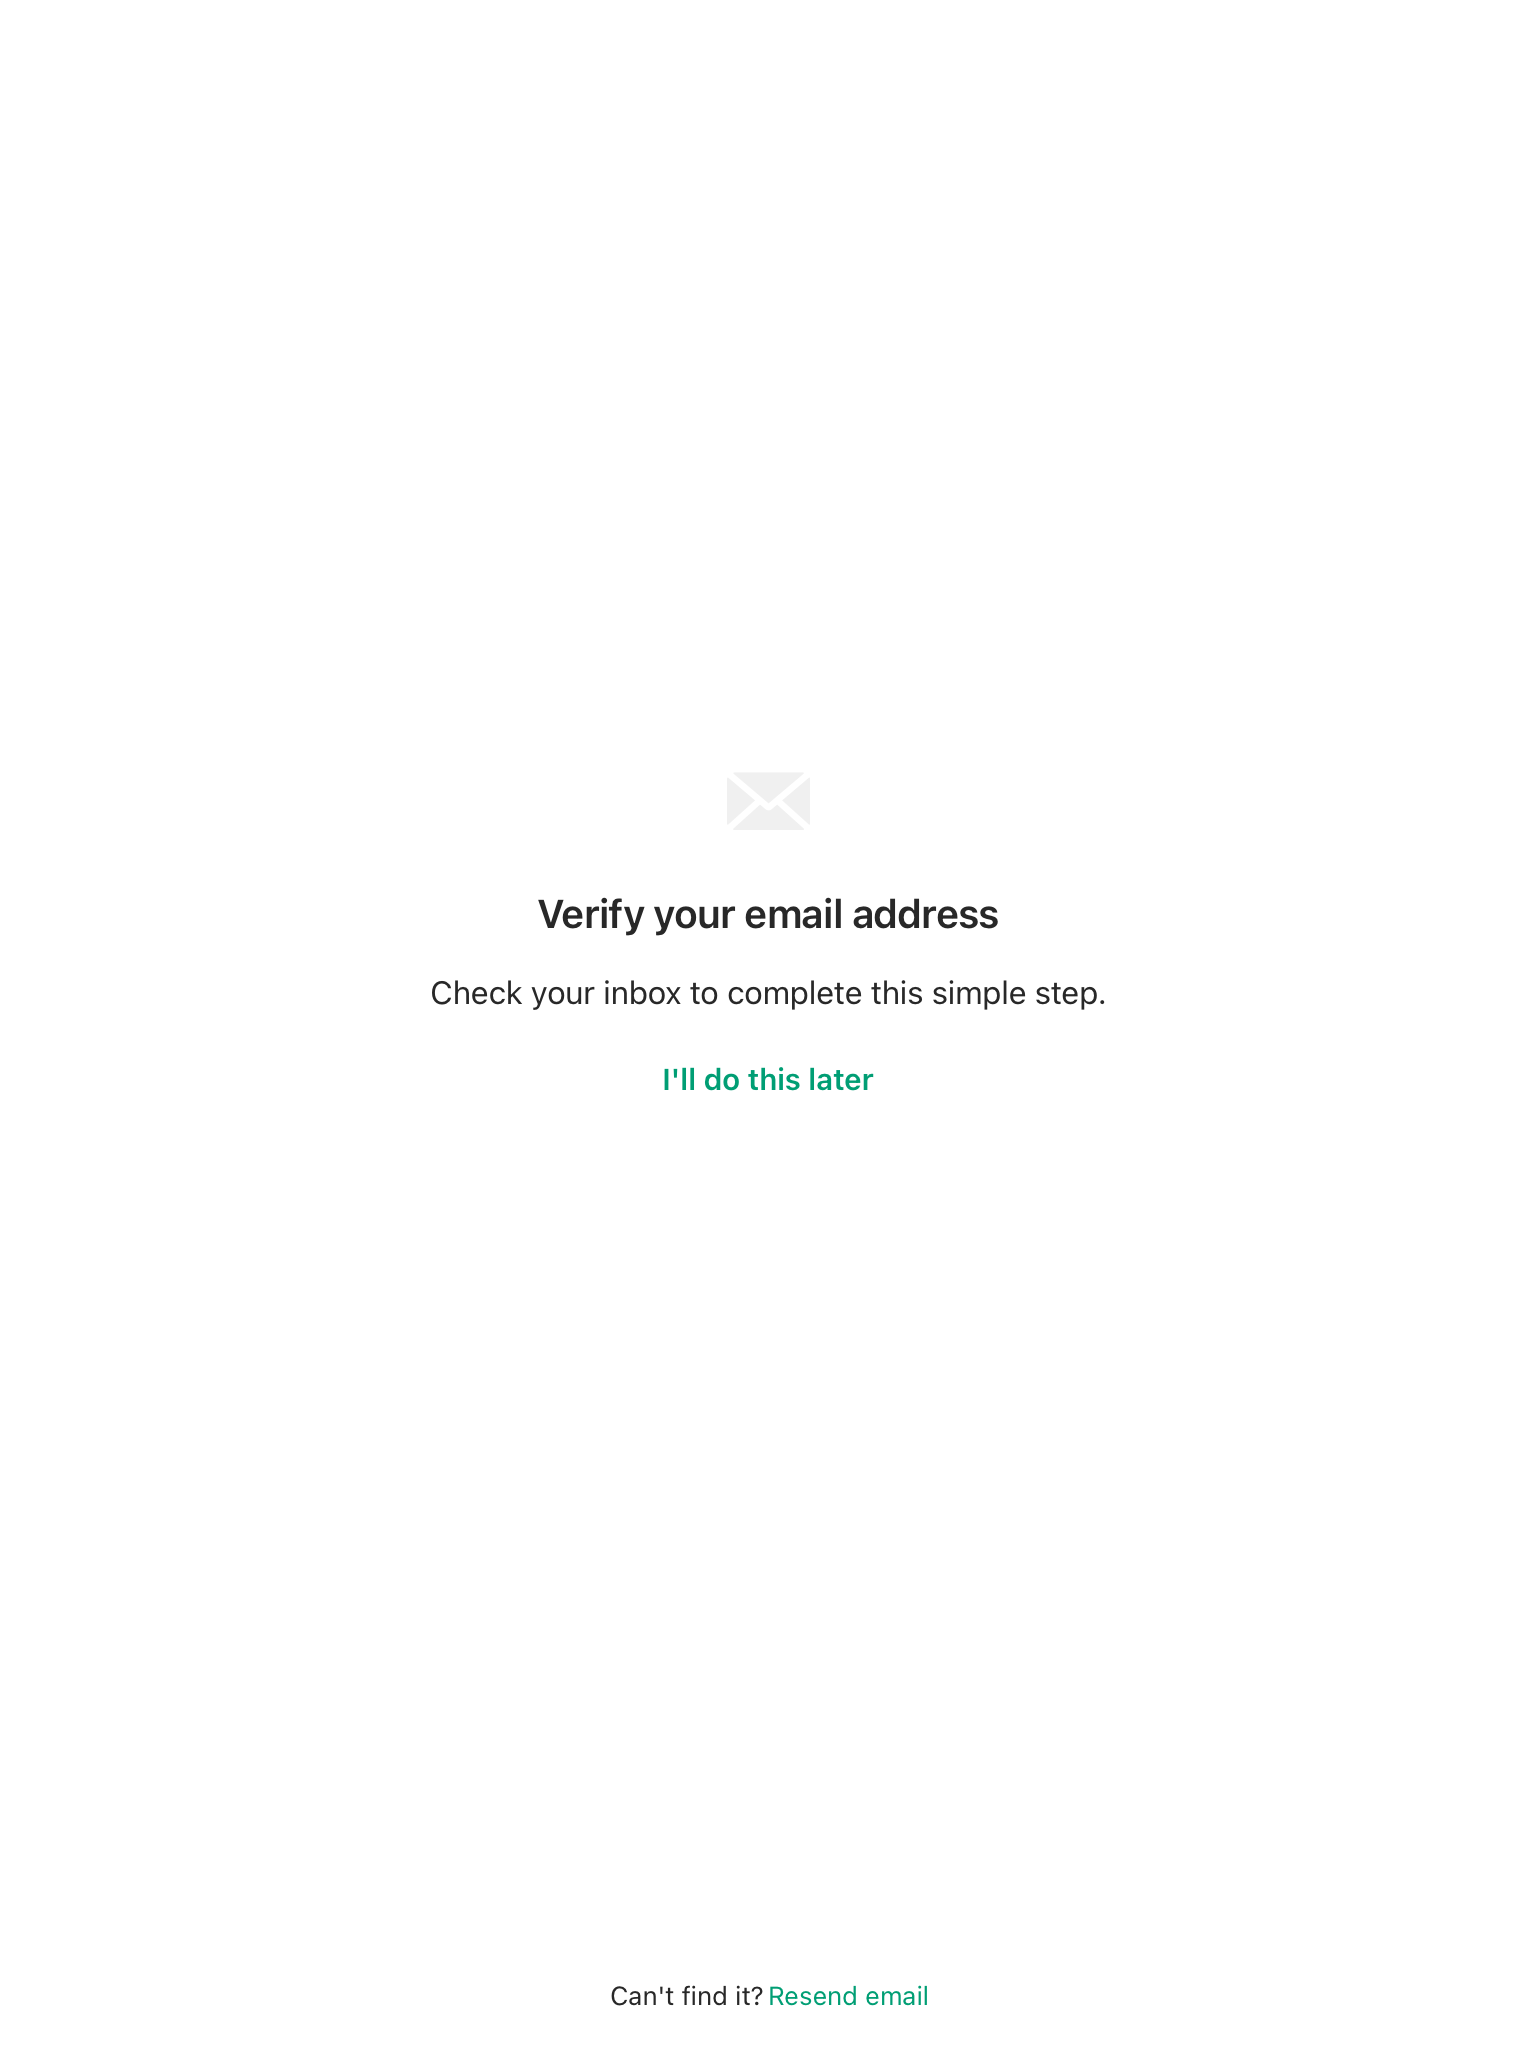 Verify your email address
Check your inbox to complete this simple step.
I'll do this later
Can't find it? Resend email